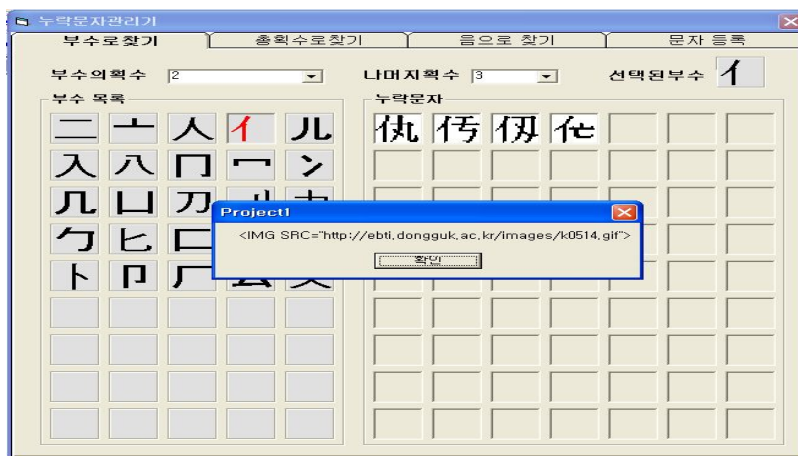 누락문자관리기
부수로찾기 총획수로찾기 음으로 찾기 문자 등록
부수의획수 2 나머지획수 3 선택된부수 亻
부수 목록 누락문자
二 亠 人 亻 儿
入 八 冂 冖 冫
几 凵 刀
Project1
<IMG SRC="http://ebti.dongguk.ac.kr/images/k0514.gif">
확인
勹 匕
卜 卩 厂 厶